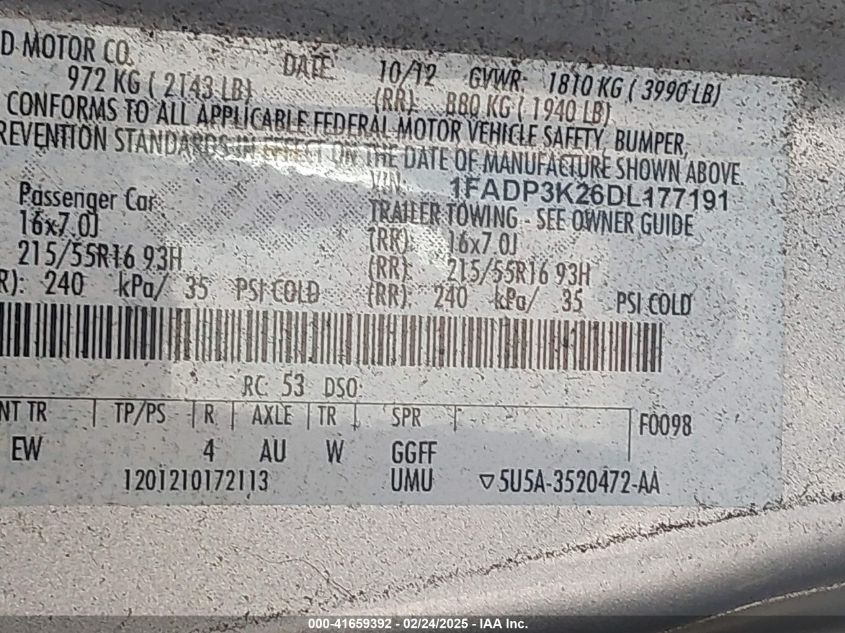 D MOTOR CO. DATE: 10/12 GVWR: 1810 KG ( 3990 LB)
972 KG ( 2143 LB) (RR): 880 KG ( 1940 LB)
CONFORMS TO ALL APPLICABLE FEDERAL MOTOR VEHICLE SAFETY, BUMPER,
REVENTION STANDARDS IN EFFECT ON THE DATE OF MANUFACTURE SHOWN ABOVE.
VIN: 1FADP3K26DL177191
Passenger Car TRAILER TOWING - SEE OWNER GUIDE
16x7.0J (RR): 16x7.0J
215/55R16 93H (RR): 215/55R16 93H
R): 240 kPa/ 35 PSI COLD (RR): 240 kPa/ 35 PSI COLD
RC: 53 DSO:
NT TR | TP/PS | R | AXLE | TR | SPR F0098
EW 4 AU W GGFF
1201210172113 UMU ▽5U5A-3520472-AA
000-41659392 - 02/24/2025 - IAA, Inc.